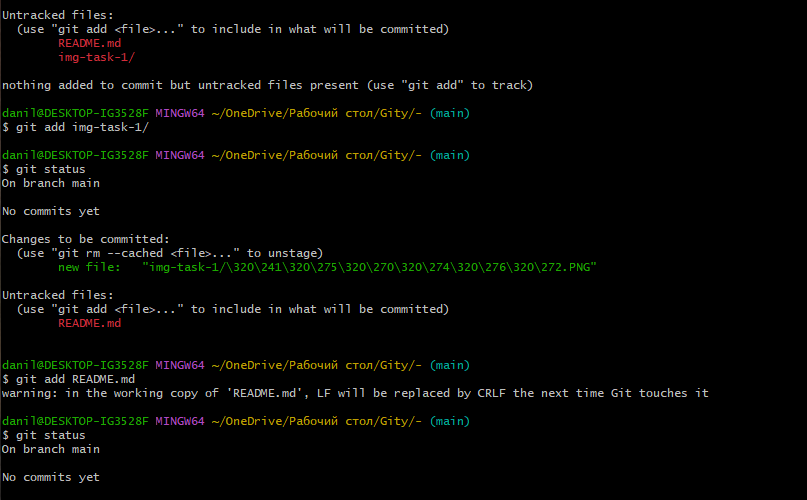 Untracked files:
  (use "git add <file>..." to include in what will be committed)
        README.md
        img-task-1/
nothing added to commit but untracked files present (use "git add" to track)
danil@DESKTOP-IG3528F MINGW64 ~/OneDrive/Рабочий стол/Gity/- (main)
$ git add img-task-1/
danil@DESKTOP-IG3528F MINGW64 ~/OneDrive/Рабочий стол/Gity/- (main)
$ git status
On branch main
No commits yet
Changes to be committed:
  (use "git rm --cached <file>..." to unstage)
        new file:   "img-task-1/\320\241\320\275\320\270\320\274\320\276\320\272.PNG"
Untracked files:
  (use "git add <file>..." to include in what will be committed)
        README.md
danil@DESKTOP-IG3528F MINGW64 ~/OneDrive/Рабочий стол/Gity/- (main)
$ git add README.md
warning: in the working copy of 'README.md', LF will be replaced by CRLF the next time Git touches it
danil@DESKTOP-IG3528F MINGW64 ~/OneDrive/Рабочий стол/Gity/- (main)
$ git status
On branch main
No commits yet